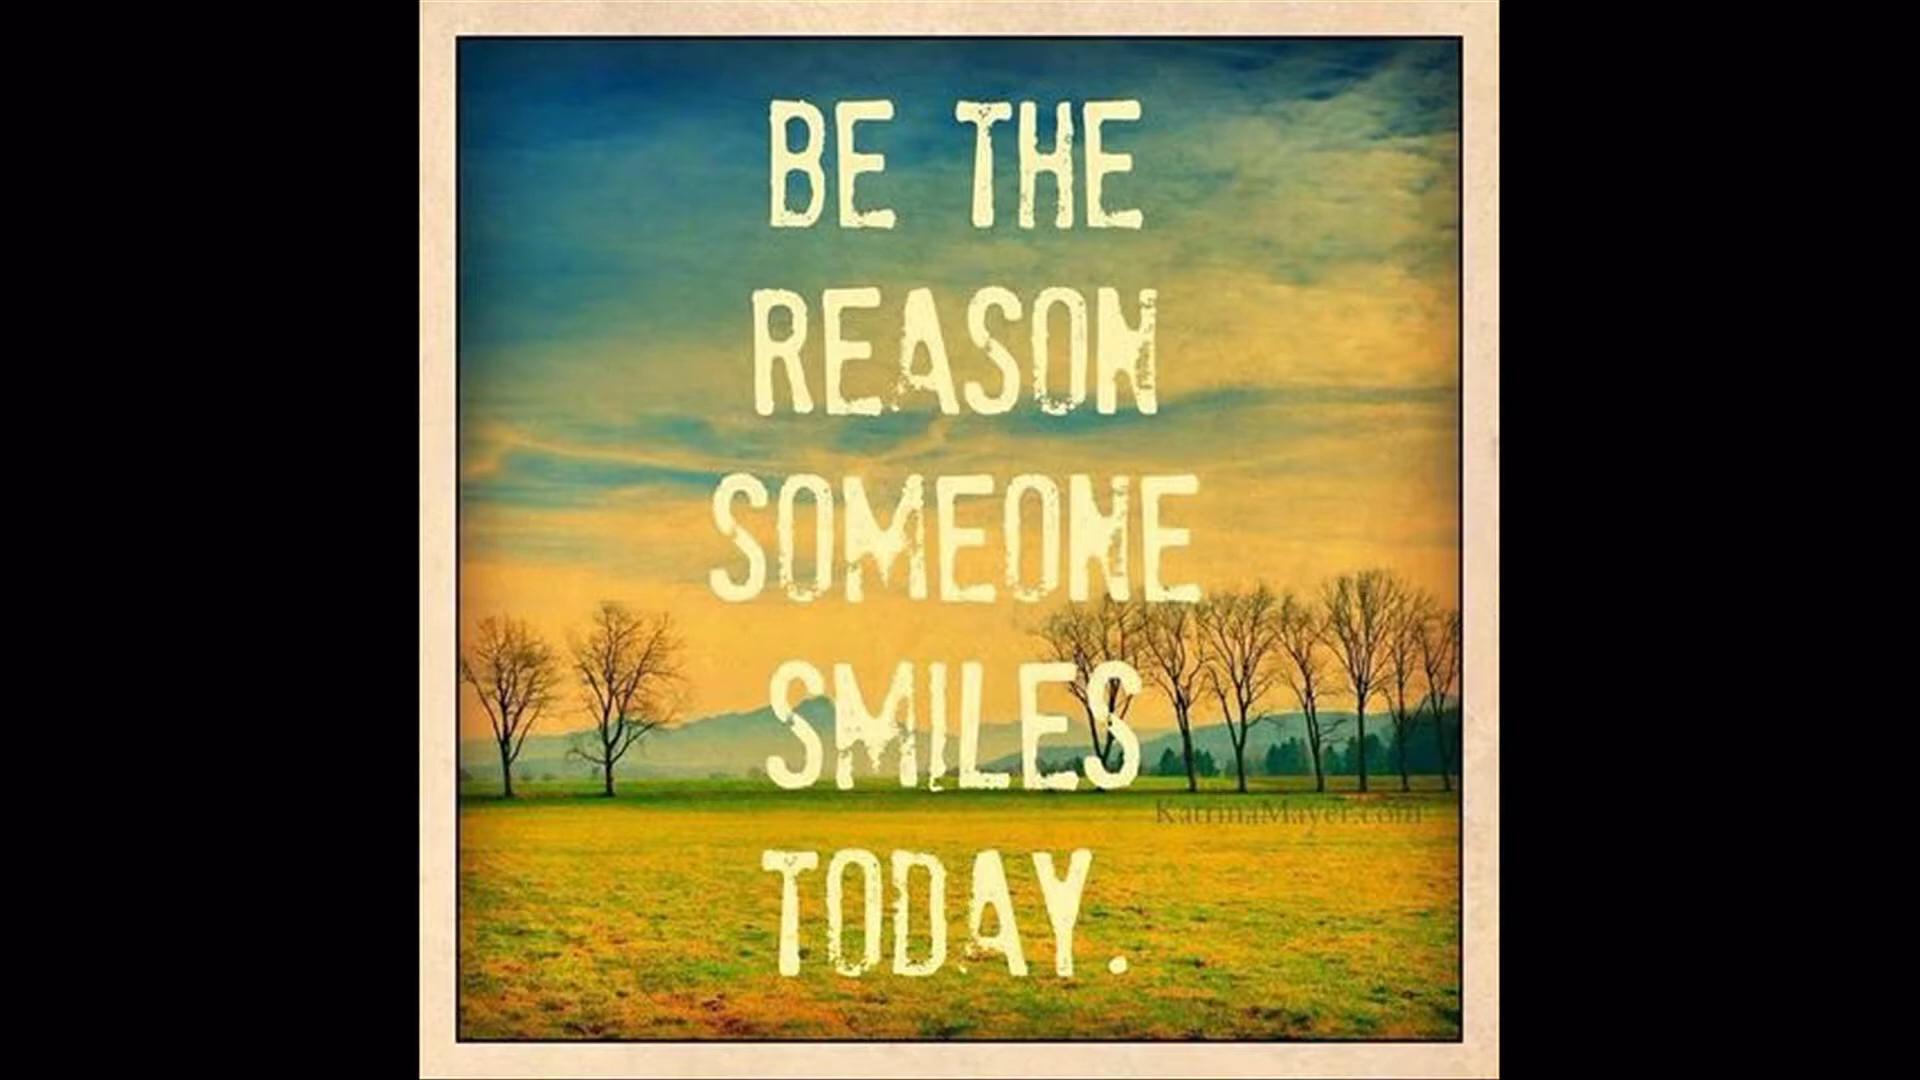 BE THE
REASON
SOMEONE
SMILES
KatrinaMayer.com
TODAY.